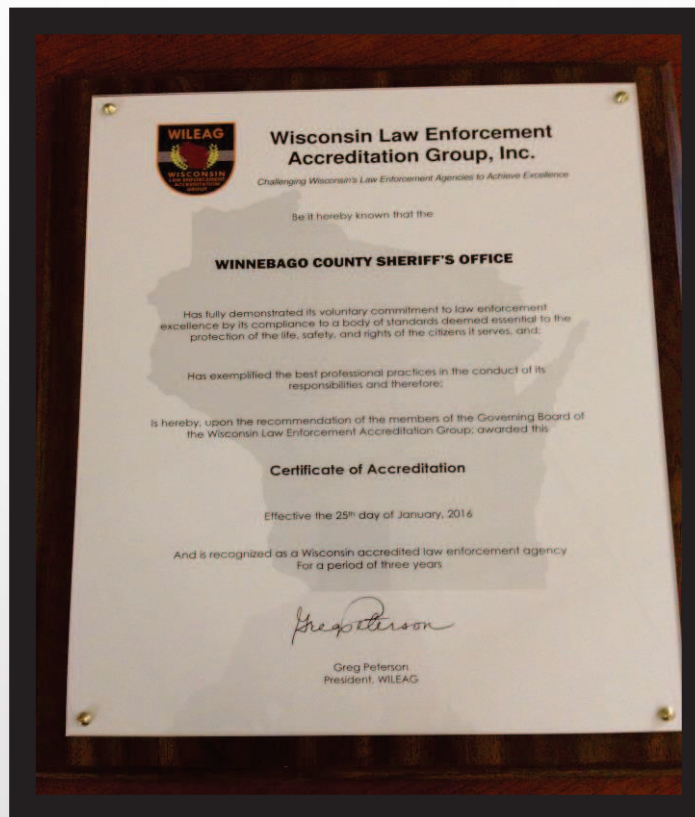 WILEAG
WISCONSIN
LAW ENFORCEMENT
ACCREDITATION
GROUP
Wisconsin Law Enforcement
Accreditation Group, Inc.
Challenging Wisconsin's Law Enforcement Agencies to Achieve Excellence
Be it hereby known that the
WINNEBAGO COUNTY SHERIFF'S OFFICE
Has fully demonstrated its voluntary commitment to law enforcement
excellence by its compliance to a body of standards deemed essential to the
protection of the life, safety, and rights of the citizens it serves, and;
Has exemplified the best professional practices in the conduct of its
responsibilities and therefore;
Is hereby, upon the recommendation of the members of the Governing Board of
the Wisconsin Law Enforcement Accreditation Group; awarded this
Certificate of Accreditation
Effective the 25th day of January, 2016
And is recognized as a Wisconsin accredited law enforcement agency
For a period of three years
Greg Peterson
Greg Peterson
President, WILEAG